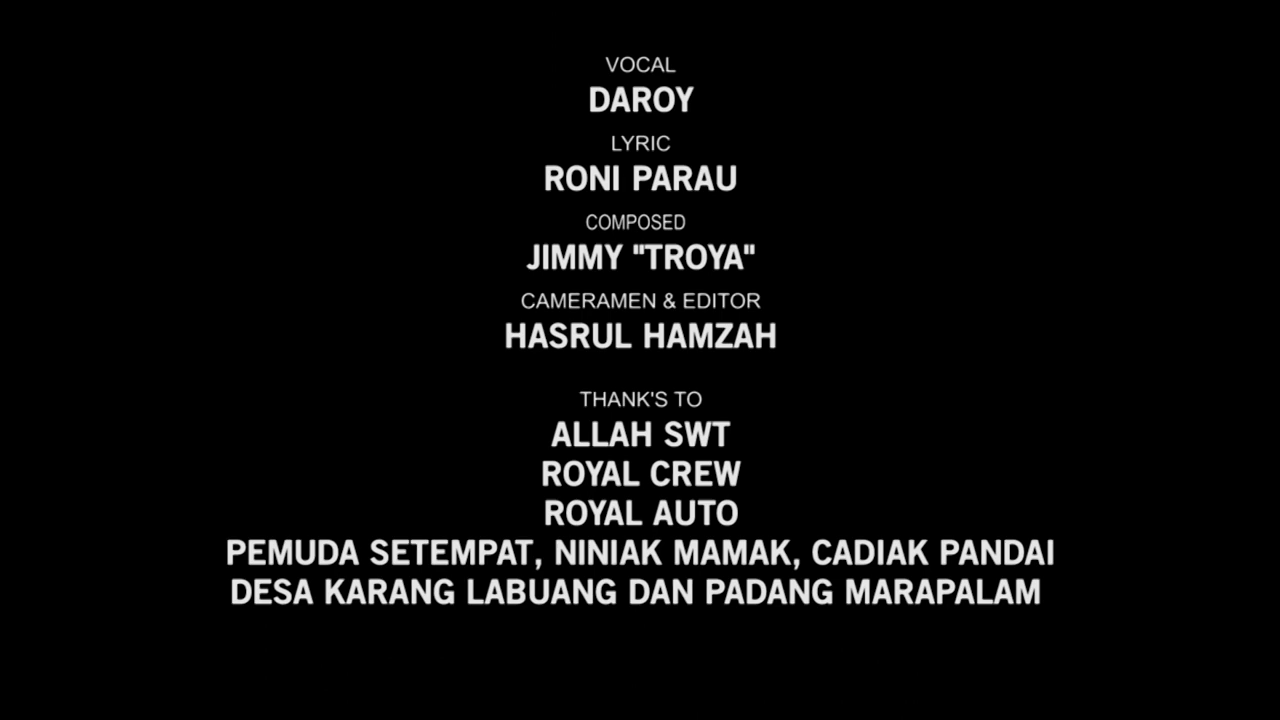 VOCAL
DAROY
LYRIC
RONI PARAU
COMPOSED
JIMMY "TROYA"
CAMERAMEN & EDITOR
HASRUL HAMZAH
THANK'S TO
ALLAH SWT
ROYAL CREW
ROYAL AUTO
PEMUDA SETEMPAT, NINIAK MAMAK, CADIAK PANDAI
DESA KARANG LABUANG DAN PADANG MARAPALAM